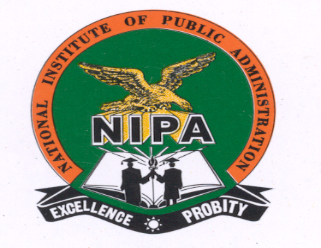 NATIONAL INSTITUTE OF PUBLIC ADMINISTRATION
NIPA
EXCELLENCE PROBITY